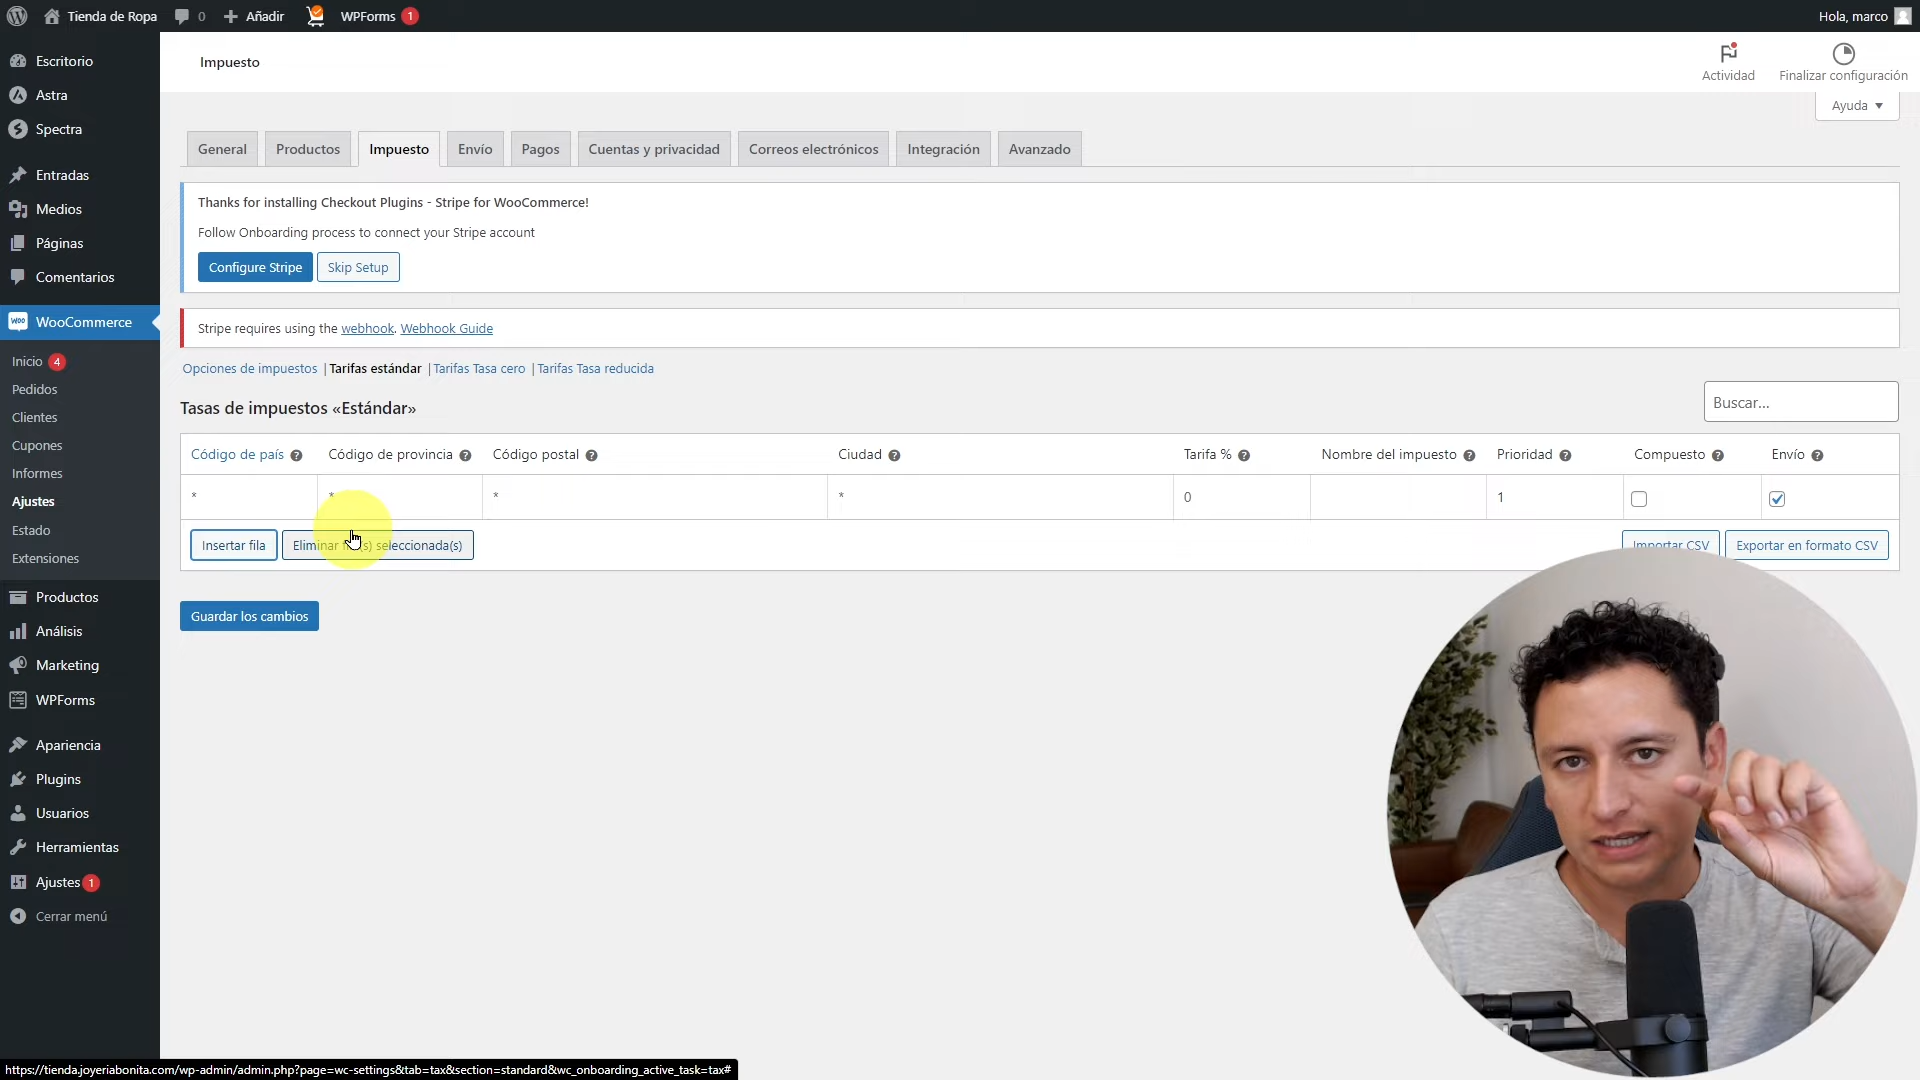 Tienda de Ropa
0
Añadir
WPForms 1
Hola, marco
Escritorio
Astra
Spectra
Entradas
Medios
Páginas
Comentarios
WooCommerce
Inicio 4
Pedidos
Clientes
Cupones
Informes
Ajustes
Estado
Extensiones
Productos
Análisis
Marketing
WPForms
Apariencia
Plugins
Usuarios
Herramientas
Ajustes 1
Cerrar menú
Impuesto
Actividad
Finalizar configuración
Ayuda
General Productos Impuesto Envío Pagos Cuentas y privacidad Correos electrónicos Integración Avanzado
Thanks for installing Checkout Plugins - Stripe for WooCommerce!
Follow Onboarding process to connect your Stripe account
Configure Stripe Skip Setup
Stripe requires using the webhook. Webhook Guide
Opciones de impuestos | Tarifas estándar | Tarifas Tasa cero | Tarifas Tasa reducida
Tasas de impuestos «Estándar»
Buscar...
Código de país Código de provincia Código postal Ciudad Tarifa % Nombre del impuesto Prioridad Compuesto Envío
* * * * 0 1
Insertar fila Eliminar seleccionada(s) Importar CSV Exportar en formato CSV
Guardar los cambios
https://tienda.joyeriabonita.com/wp-admin/admin.php?page=wc-settings&tab=tax&section=standard&wc_onboarding_active_task=tax#